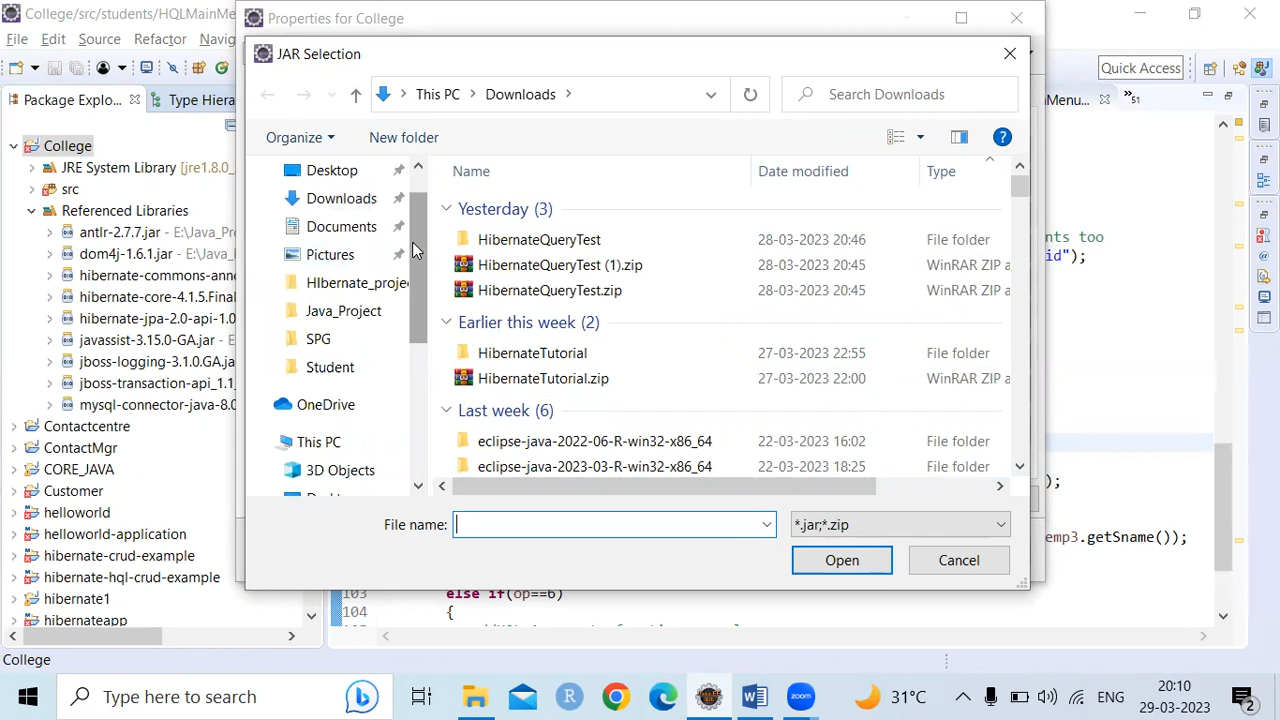 College/src/students/HQLMainMe
Properties for College
File Edit Source Refactor Navig
JAR Selection
Quick Access
Package Explo...
Type Hiera
Menu...
51
This PC
Downloads
Search Downloads
Organize
New folder
Desktop
Downloads
Documents
Pictures
HIbernate_projec
Java_Project
SPG
Student
OneDrive
This PC
3D Objects
Name Date modified Type
Yesterday (3)
HibernateQueryTest 28-03-2023 20:46 File folder
HibernateQueryTest (1).zip 28-03-2023 20:45 WinRAR ZIP a
HibernateQueryTest.zip 28-03-2023 20:45 WinRAR ZIP a
Earlier this week (2)
HibernateTutorial 27-03-2023 22:55 File folder
HibernateTutorial.zip 27-03-2023 22:00 WinRAR ZIP a
Last week (6)
eclipse-java-2022-06-R-win32-x86_64 22-03-2023 16:02 File folder
eclipse-java-2023-03-R-win32-x86_64 22-03-2023 18:25 File folder
File name:
*.jar;*.zip
Open
Cancel
College
JRE System Library [jre1.8.0_
src
Referenced Libraries
antlr-2.7.7.jar - E:\Java_Pro
dom4j-1.6.1.jar - E:\Java_
hibernate-commons-anno
hibernate-core-4.1.5.Final
hibernate-jpa-2.0-api-1.0
javassist-3.15.0-GA.jar
jboss-logging-3.1.0.GA.ja
jboss-transaction-api_1.1
mysql-connector-java-8.0
Contactcentre
ContactMgr
CORE_JAVA
Customer
helloworld
helloworld-application
hibernate-crud-example
hibernate-hql-crud-example
hibernate1
hibernateapp
nts too
id");
);
emp3.getSname());
103 else if(op==6)
104 {
College
Type here to search
31°C
ENG
20:10
29-03-2023
2